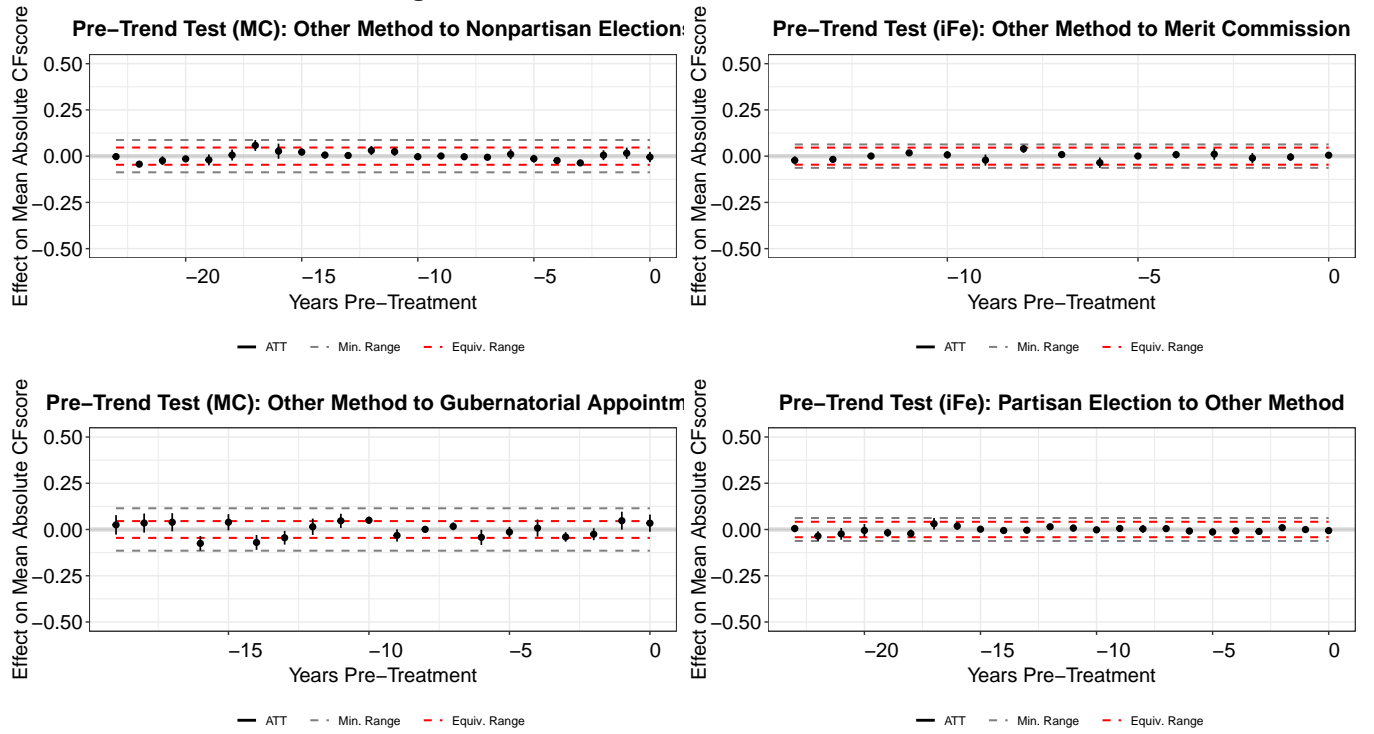 Pre−Trend Test (MC): Other Method to Nonpartisan Elections
Effect on Mean Absolute CFscore
0.50
0.25
0.00
−0.25
−0.50
−20 −15 −10 −5 0
Years Pre−Treatment
ATT Min. Range Equiv. Range
Pre−Trend Test (iFe): Other Method to Merit Commission
Effect on Mean Absolute CFscore
0.50
0.25
0.00
−0.25
−0.50
−10 −5 0
Years Pre−Treatment
ATT Min. Range Equiv. Range
Pre−Trend Test (MC): Other Method to Gubernatorial Appointm
Effect on Mean Absolute CFscore
0.50
0.25
0.00
−0.25
−0.50
−15 −10 −5 0
Years Pre−Treatment
ATT Min. Range Equiv. Range
Pre−Trend Test (iFe): Partisan Election to Other Method
Effect on Mean Absolute CFscore
0.50
0.25
0.00
−0.25
−0.50
−20 −15 −10 −5 0
Years Pre−Treatment
ATT Min. Range Equiv. Range